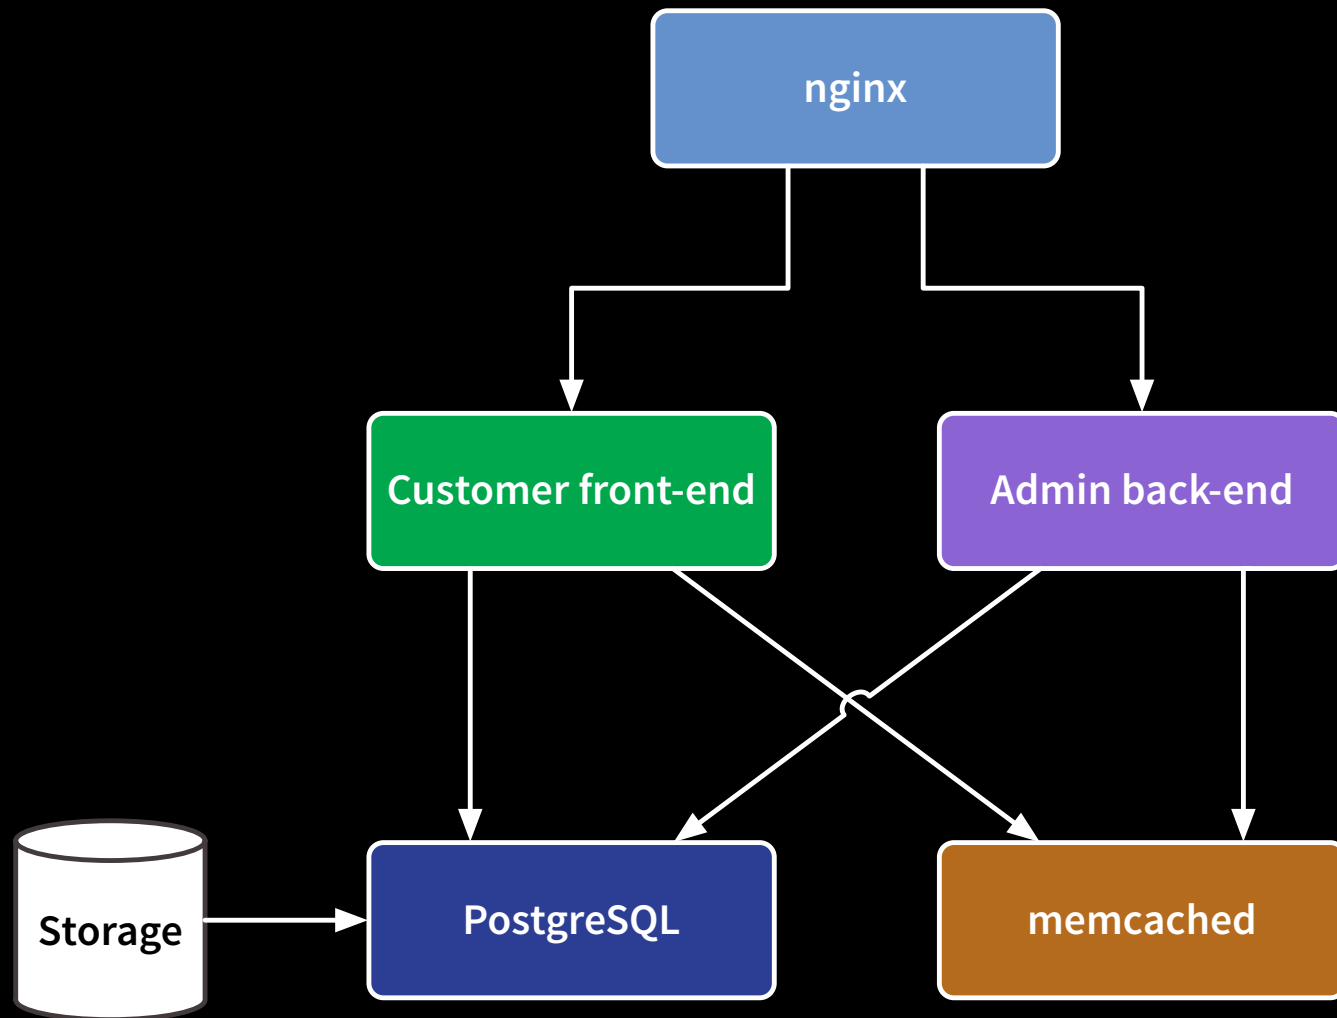 nginx
Customer front-end
Admin back-end
Storage
PostgreSQL
memcached